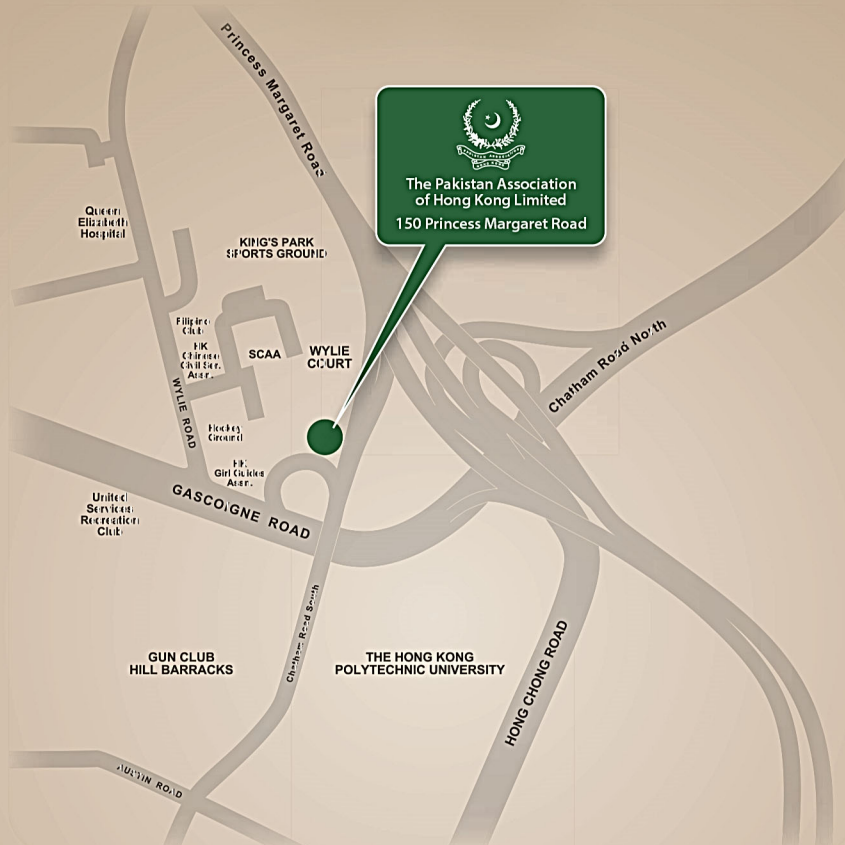 Princess Margaret Road
PAKISTAN ASSOCIATION
The Pakistan Association
of Hong Kong Limited
150 Princess Margaret Road
Queen
Elizabeth
Hospital
KING'S PARK
SPORTS GROUND
Filipino
Club
HK
Chinese
Civil Ser.
Assn.
SCAA
WYLIE
COURT
Chatham Road North
WYLIE ROAD
Hockey
Ground
HK
Girl Guides
Assn.
GASCOIGNE ROAD
United
Services
Recreation
Club
Chatham Road South
GUN CLUB
HILL BARRACKS
THE HONG KONG
POLYTECHNIC UNIVERSITY
HONG CHONG ROAD
AUSTIN ROAD